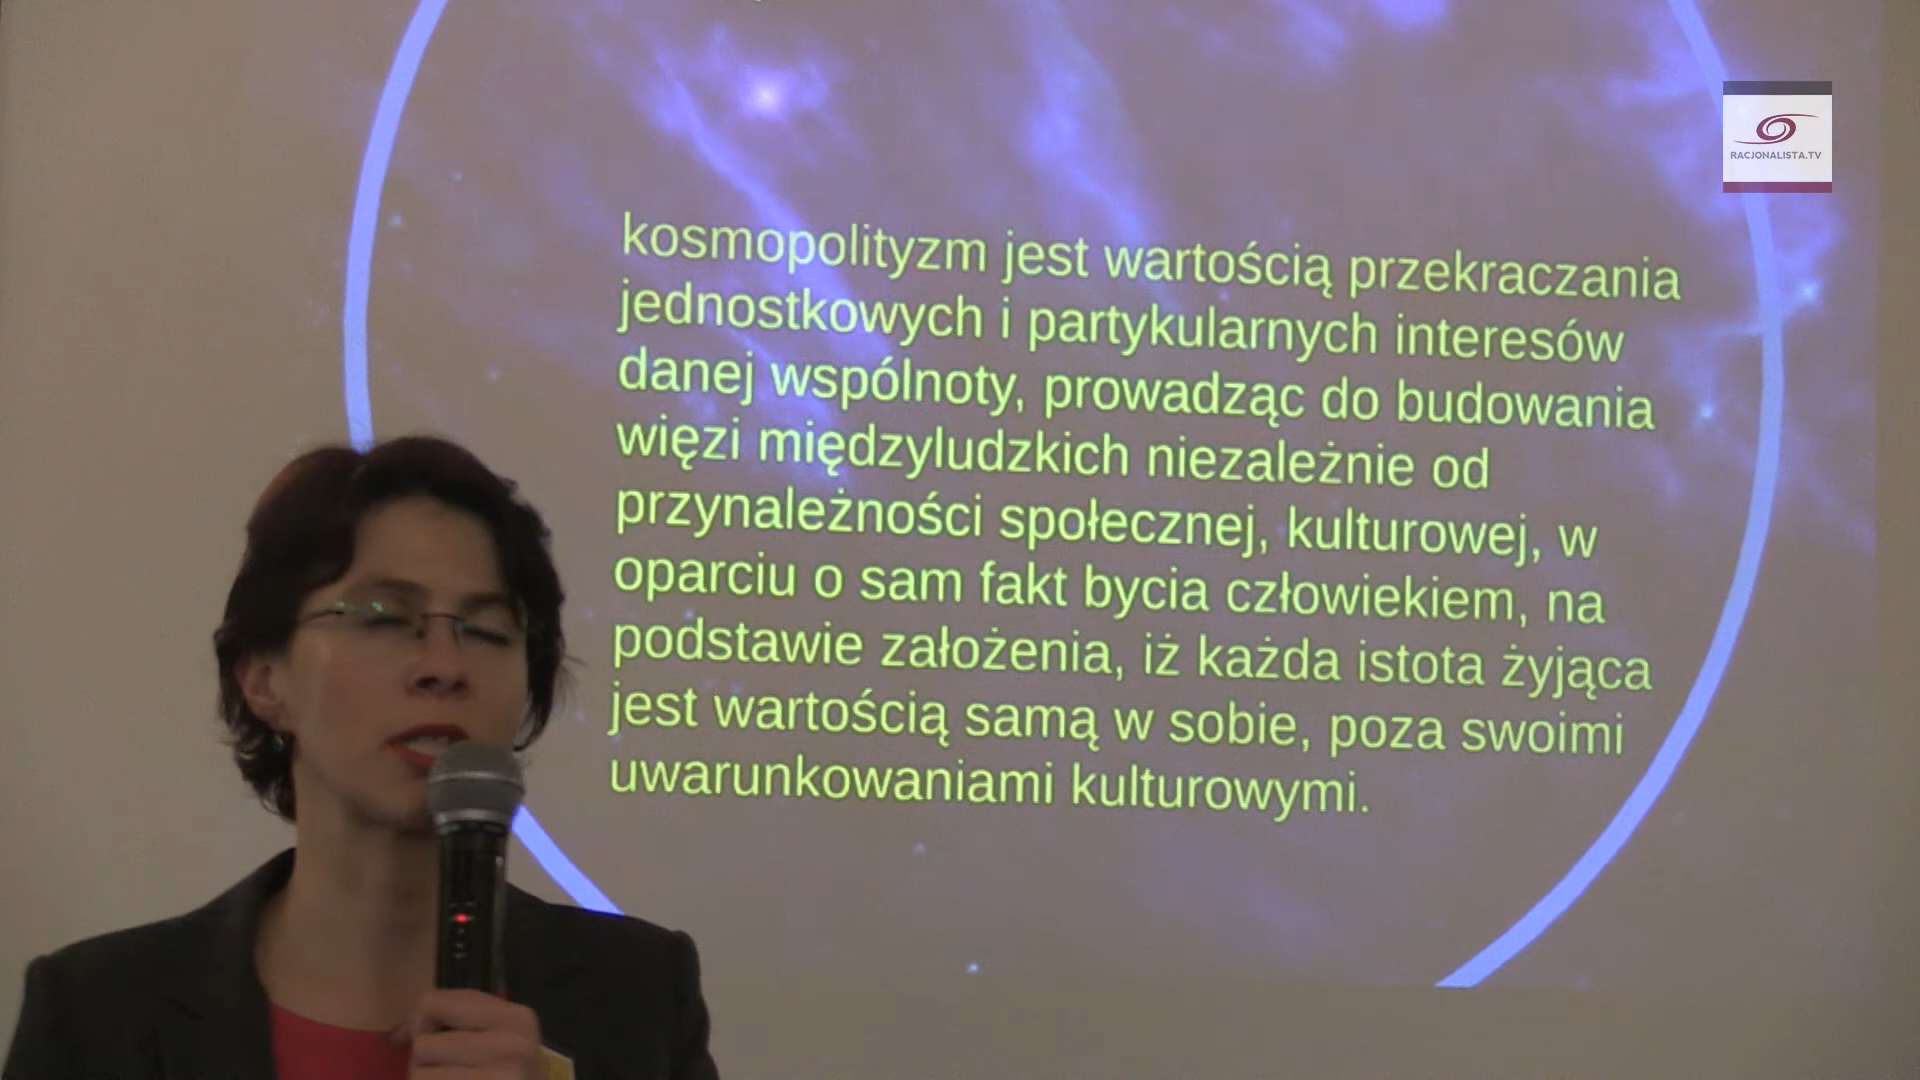 RACJONALISTA.TV
kosmopolityzm jest wartością przekraczania
jednostkowych i partykularnych interesów
danej wspólnoty, prowadząc do budowania
więzi międzyludzkich niezależnie od
przynależności społecznej, kulturowej, w
oparciu o sam fakt bycia człowiekiem, na
podstawie założenia, iż każda istota żyjąca
jest wartością samą w sobie, poza swoimi
uwarunkowaniami kulturowymi.